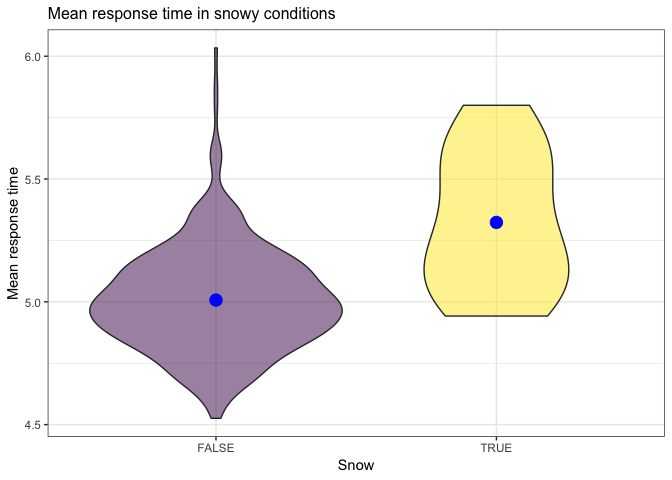 Mean response time in snowy conditions
6.0
5.5
5.0
4.5
Mean response time
FALSE
TRUE
Snow